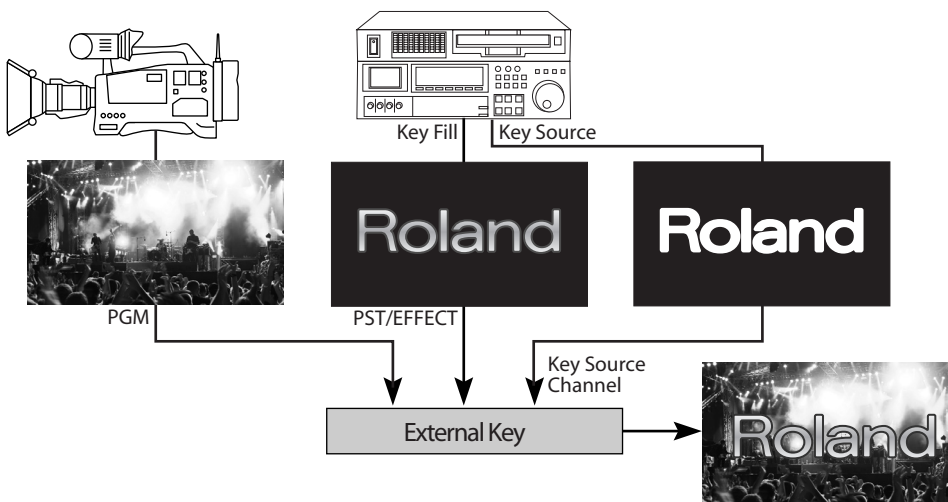 Key Fill
Key Source
Roland
Roland
PGM
PST/EFFECT
Key Source
Channel
External Key
Roland